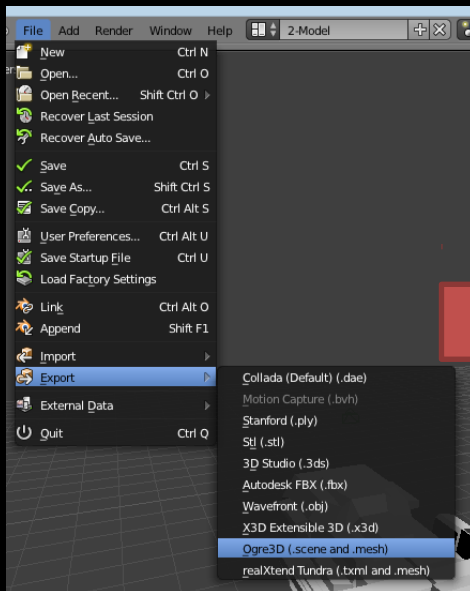 File Add Render Window Help 2-Model
New Ctrl N
Open... Ctrl O
Open Recent... Shift Ctrl O
Recover Last Session
Recover Auto Save...
Save Ctrl S
Save As... Shift Ctrl S
Save Copy... Ctrl Alt S
User Preferences... Ctrl Alt U
Save Startup File Ctrl U
Load Factory Settings
Link Ctrl Alt O
Append Shift F1
Import
Export
External Data
Quit Ctrl Q
Collada (Default) (.dae)
Motion Capture (.bvh)
Stanford (.ply)
Stl (.stl)
3D Studio (.3ds)
Autodesk FBX (.fbx)
Wavefront (.obj)
X3D Extensible 3D (.x3d)
Ogre3D (.scene and .mesh)
realXtend Tundra (.txml and .mesh)